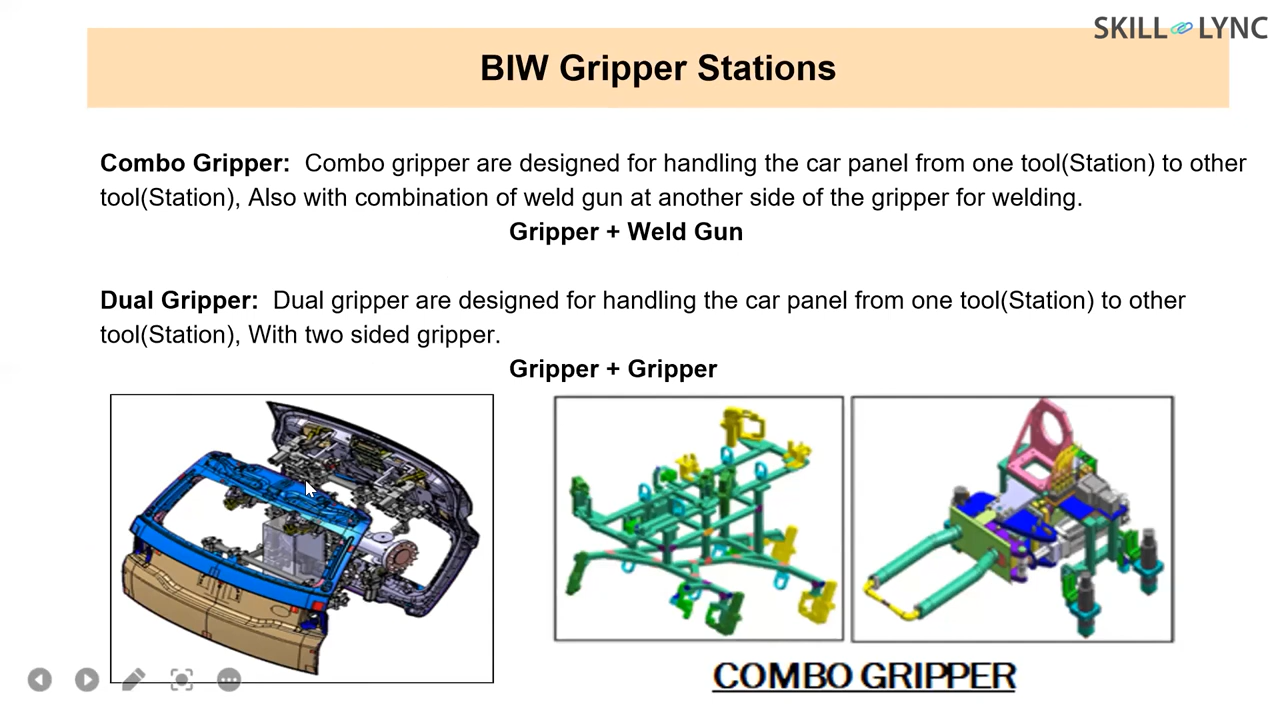 SKILL LYNC
BIW Gripper Stations
Combo Gripper: Combo gripper are designed for handling the car panel from one tool(Station) to other
tool(Station), Also with combination of weld gun at another side of the gripper for welding.
Gripper + Weld Gun
Dual Gripper: Dual gripper are designed for handling the car panel from one tool(Station) to other
tool(Station), With two sided gripper.
Gripper + Gripper
COMBO GRIPPER